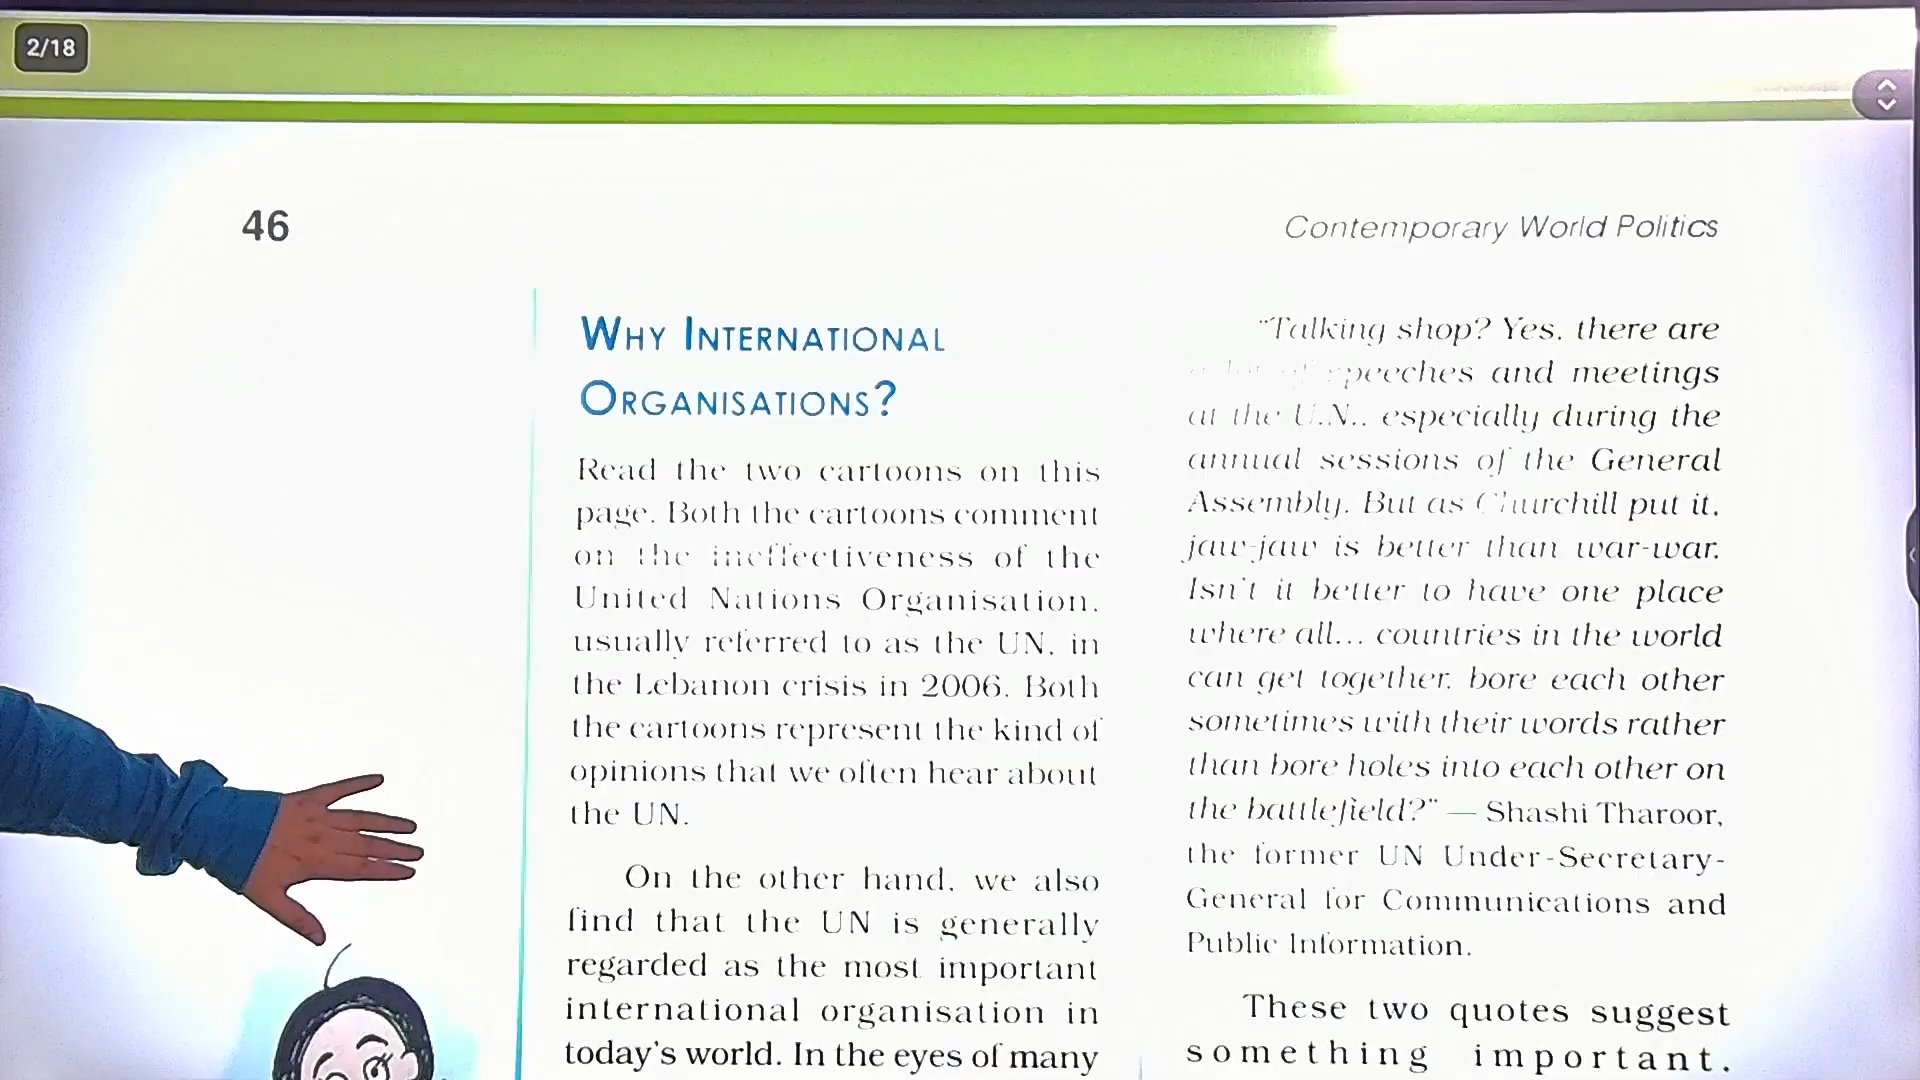 2/18
46
Contemporary World Politics
WHY INTERNATIONAL
ORGANISATIONS?
Read the two cartoons on this
page. Both the cartoons comment
on the ineffectiveness of the
United Nations Organisation,
usually referred to as the UN, in
the Lebanon crisis in 2006. Both
the cartoons represent the kind of
opinions that we often hear about
the UN.
On the other hand, we also
find that the UN is generally
regarded as the most important
international organisation in
today's world. In the eyes of many
"Talking shop? Yes, there are
a lot of speeches and meetings
at the U.N., especially during the
annual sessions of the General
Assembly. But as Churchill put it,
jaw-jaw is better than war-war.
Isn't it better to have one place
where all... countries in the world
can get together, bore each other
sometimes with their words rather
than bore holes into each other on
the battlefield?" — Shashi Tharoor,
the former UN Under-Secretary-
General for Communications and
Public Information.
These two quotes suggest
something important.